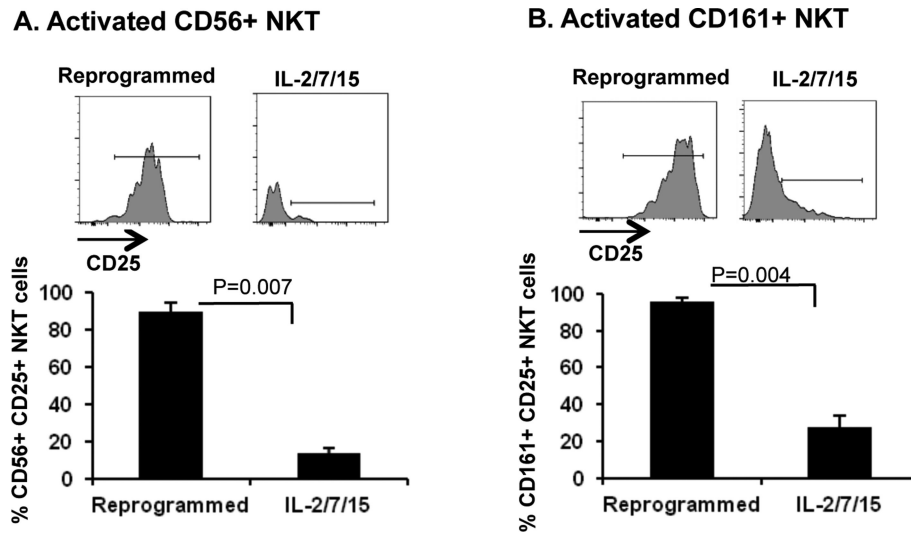 A. Activated CD56+ NKT
Reprogrammed
IL-2/7/15
CD25
% CD56+ CD25+ NKT cells
P=0.007
100
80
60
40
20
0
Reprogrammed
IL-2/7/15
B. Activated CD161+ NKT
Reprogrammed
IL-2/7/15
CD25
% CD161+ CD25+ NKT cells
P=0.004
100
80
60
40
20
0
Reprogrammed
IL-2/7/15